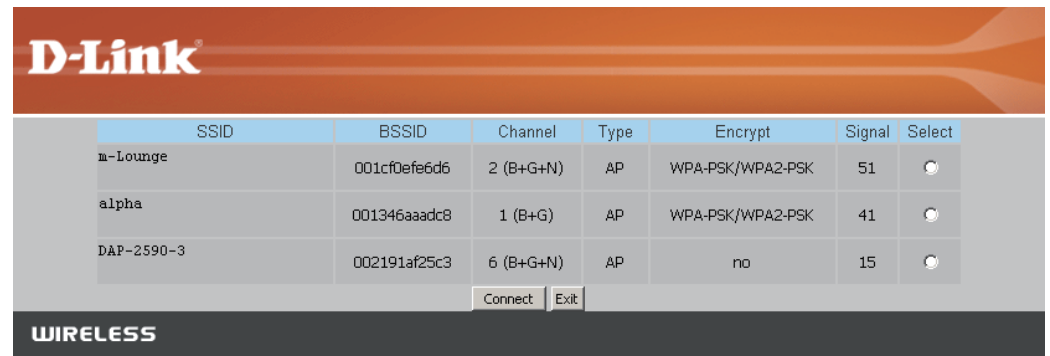 D-Link®
SSID BSSID Channel Type Encrypt Signal Select
m-Lounge 001cf0efe6d6 2 (B+G+N) AP WPA-PSK/WPA2-PSK 51
alpha 001346aaadc8 1 (B+G) AP WPA-PSK/WPA2-PSK 41
DAP-2590-3 002191af25c3 6 (B+G+N) AP no 15
Connect Exit
WIRELESS